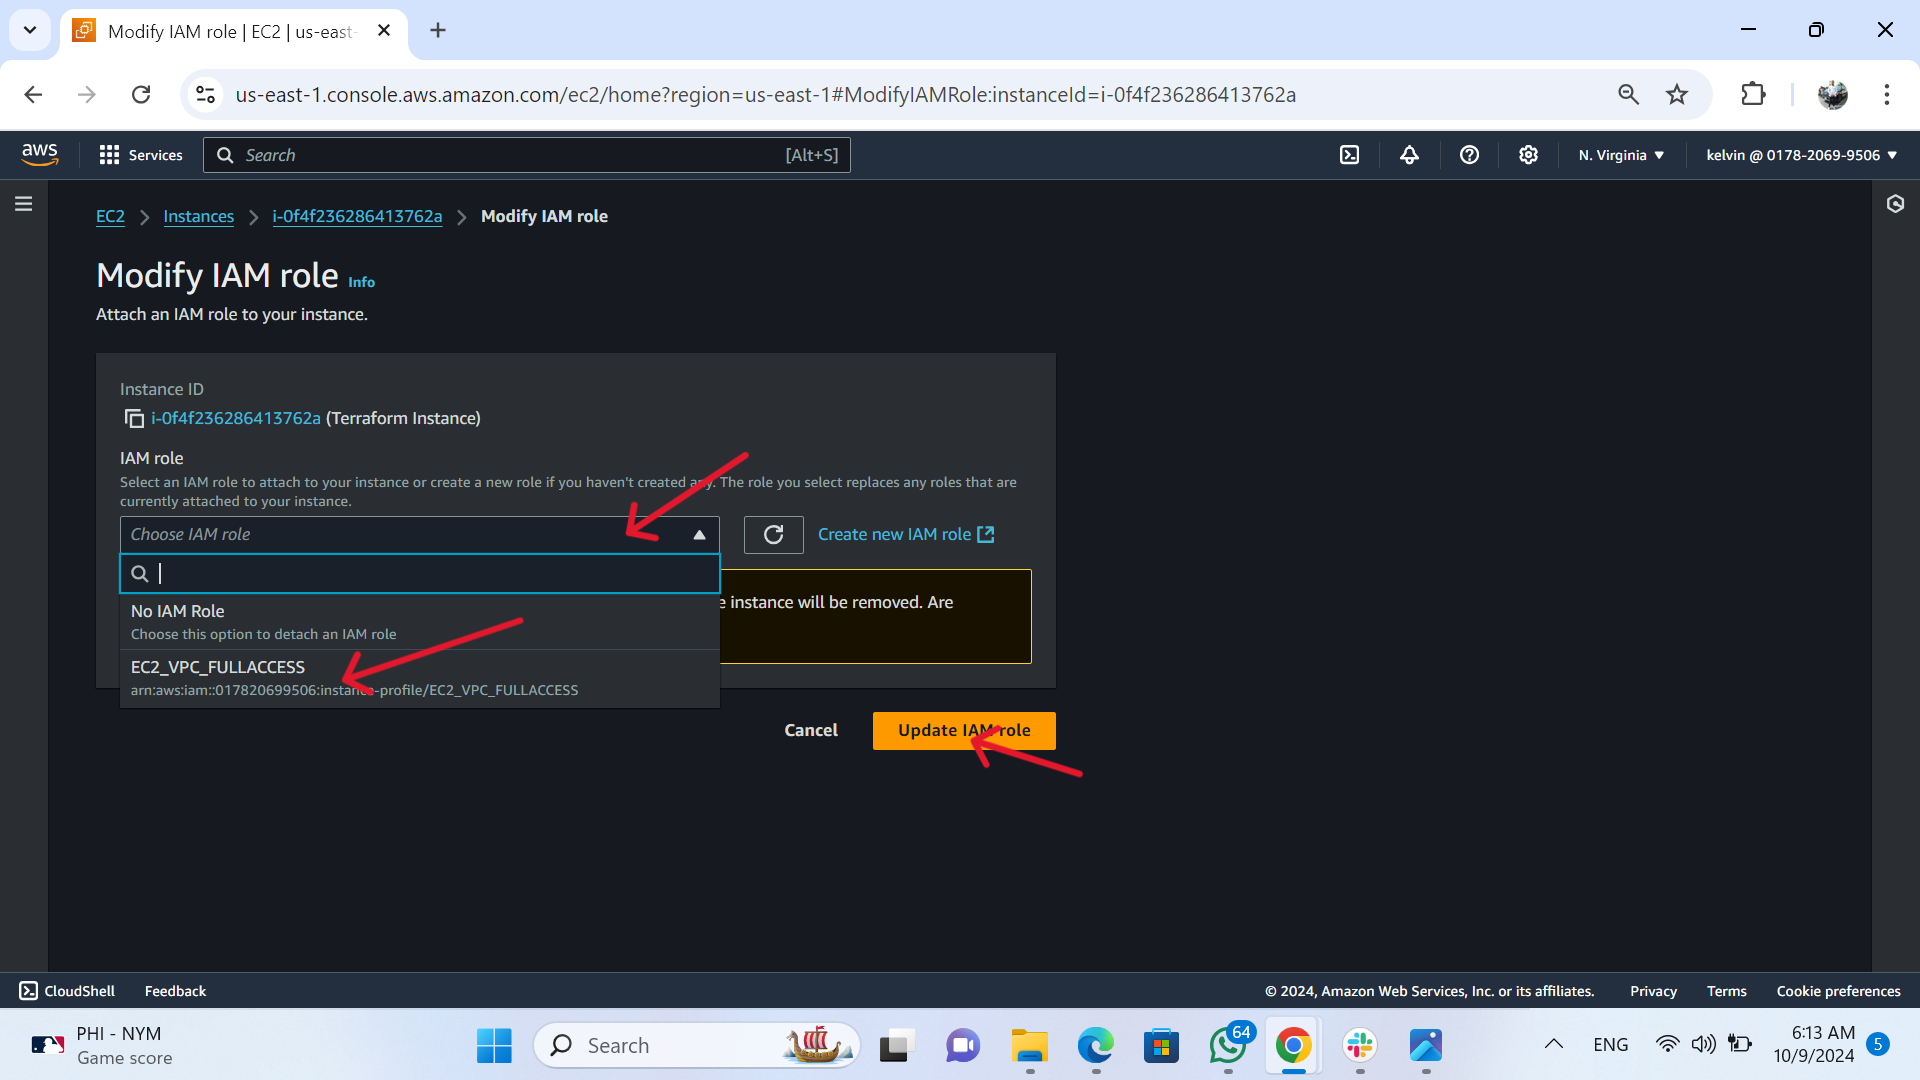 Modify IAM role | EC2 | us-east-
us-east-1.console.aws.amazon.com/ec2/home?region=us-east-1#ModifyIAMRole:instanceId=i-0f4f236286413762a
aws
Services
Search
[Alt+S]
N. Virginia
kelvin @ 0178-2069-9506
EC2
Instances
i-0f4f236286413762a
Modify IAM role
Modify IAM role Info
Attach an IAM role to your instance.
Instance ID
i-0f4f236286413762a (Terraform Instance)
IAM role
Select an IAM role to attach to your instance or create a new role if you haven't created any. The role you select replaces any roles that are
currently attached to your instance.
Choose IAM role
Create new IAM role
No IAM Role
Choose this option to detach an IAM role
EC2_VPC_FULLACCESS
arn:aws:iam::017820699506:instance-profile/EC2_VPC_FULLACCESS
e instance will be removed. Are
Cancel
Update IAM role
CloudShell
Feedback
© 2024, Amazon Web Services, Inc. or its affiliates.
Privacy
Terms
Cookie preferences
PHI - NYM
Game score
Search
64
ENG
6:13 AM
10/9/2024
5